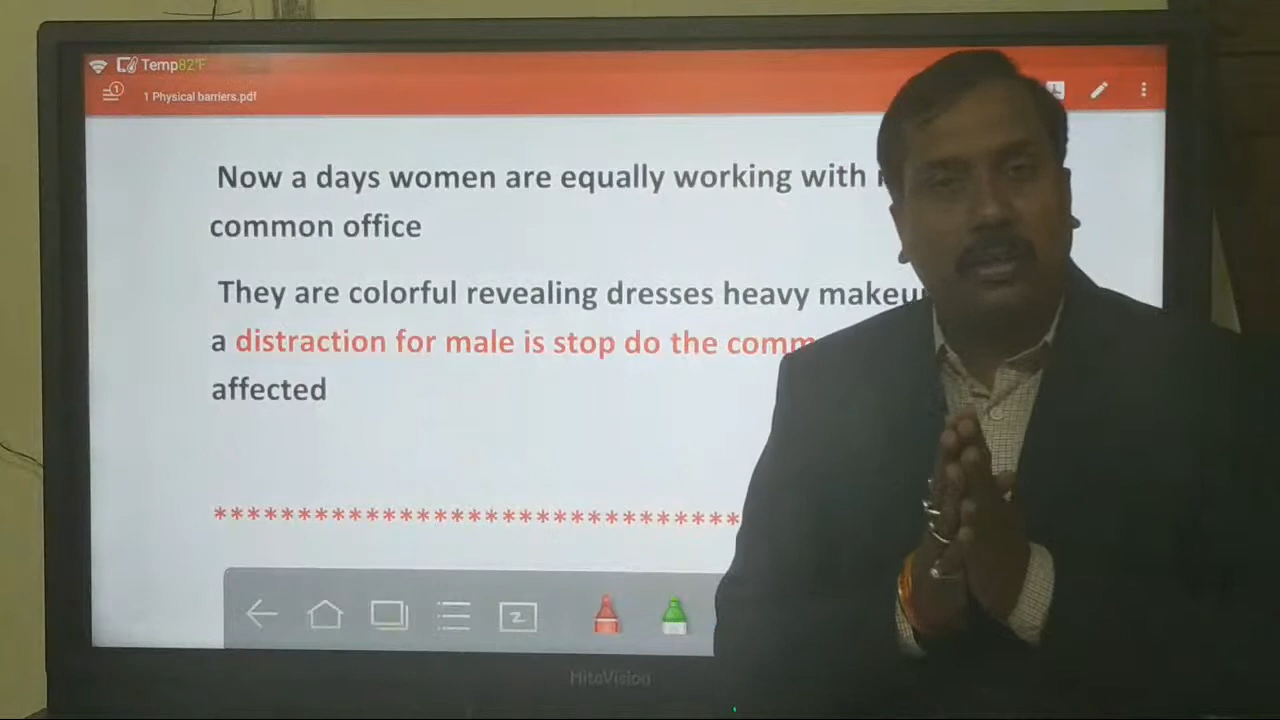 Temp82°F
1
1 Physical barriers.pdf
Now a days women are equally working with
common office
They are colorful revealing dresses heavy makeu
a distraction for male is stop do the comm
affected
*******************************
z
HiteVision